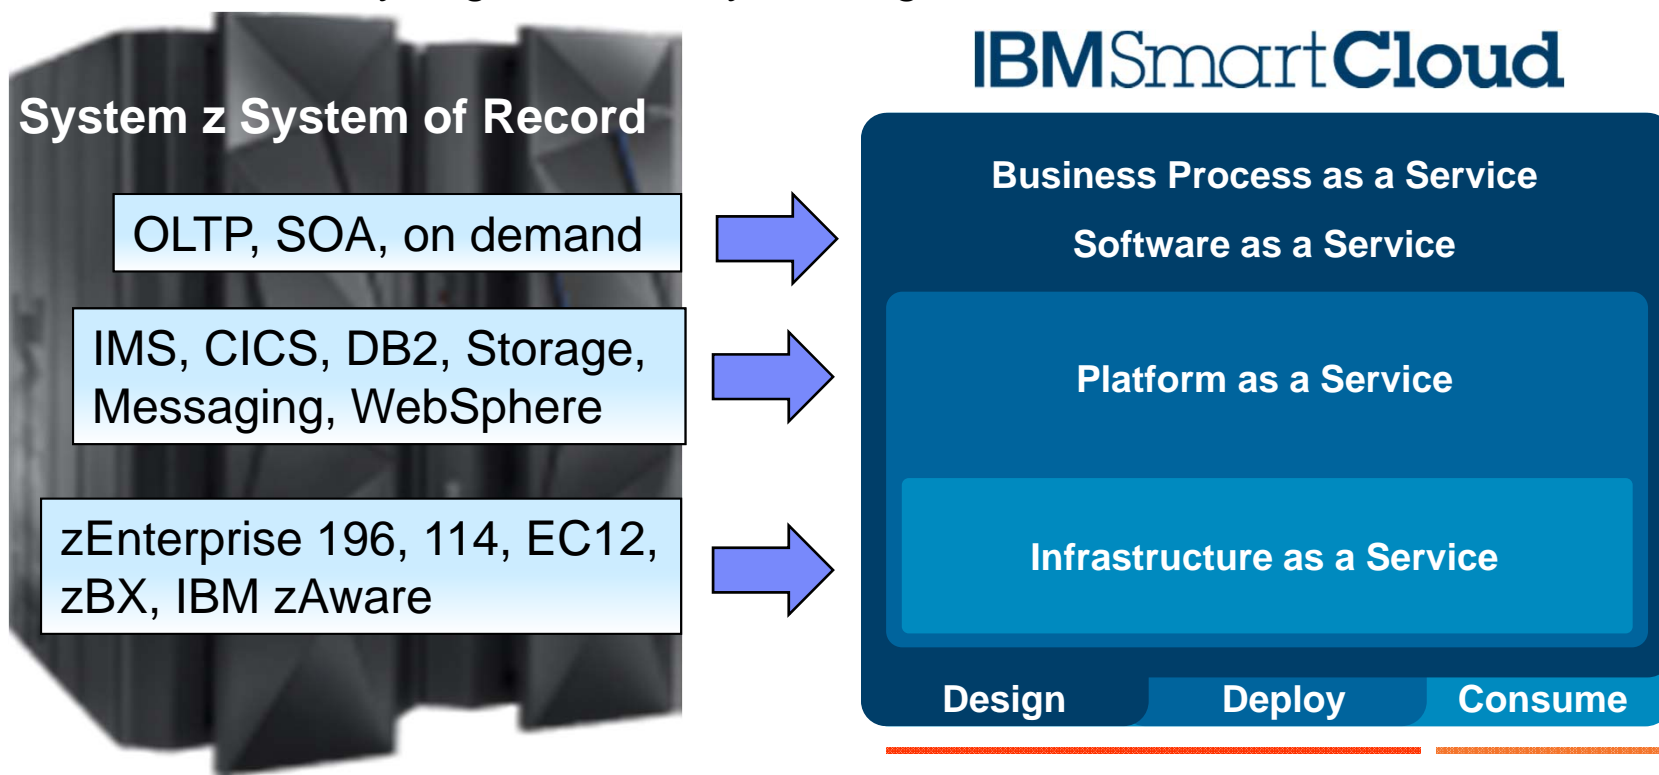 IBMSmartCloud
System z System of Record
OLTP, SOA, on demand
IMS, CICS, DB2, Storage,
Messaging, WebSphere
zEnterprise 196, 114, EC12,
zBX, IBM zAware
Business Process as a Service
Software as a Service
Platform as a Service
Infrastructure as a Service
Design
Deploy
Consume